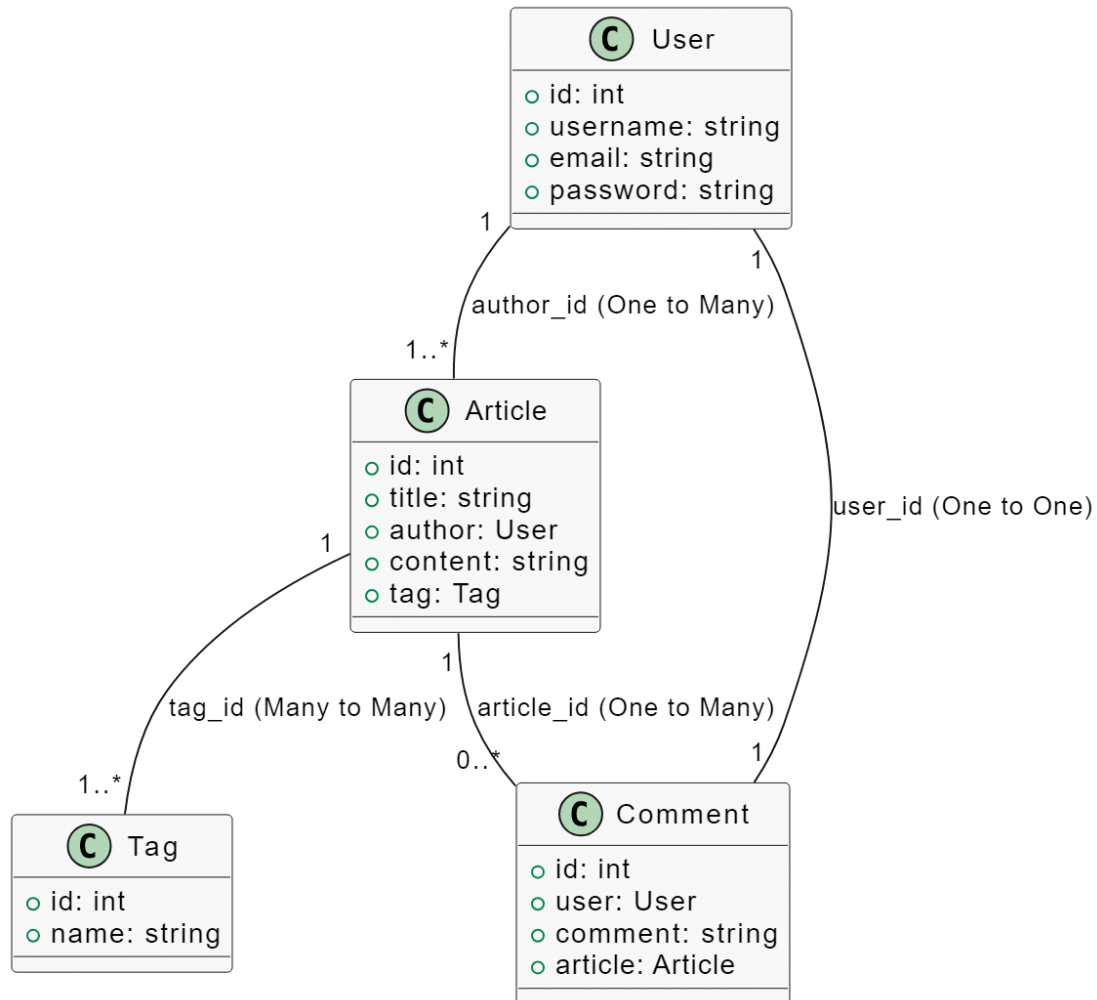 C User
id: int
username: string
email: string
password: string
1
1
author_id (One to Many)
1..*
C Article
id: int
title: string
author: User
content: string
tag: Tag
user_id (One to One)
1
1
tag_id (Many to Many)
article_id (One to Many)
1..*
0..*
1
C Tag
id: int
name: string
C Comment
id: int
user: User
comment: string
article: Article